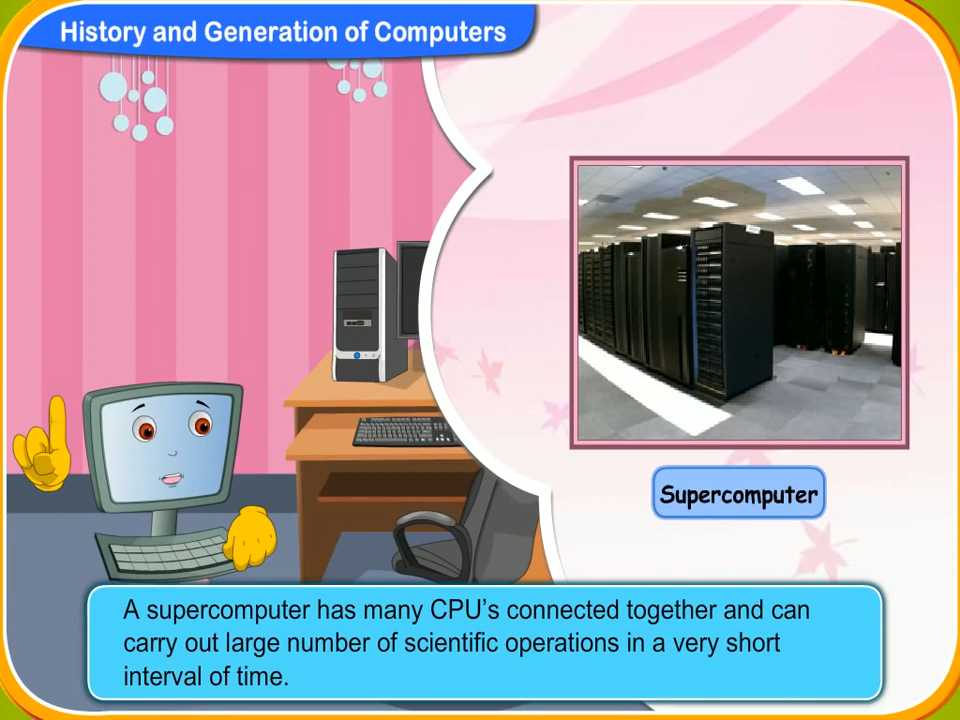 History and Generation of Computers
Supercomputer
A supercomputer has many CPU's connected together and can
carry out large number of scientific operations in a very short
interval of time.